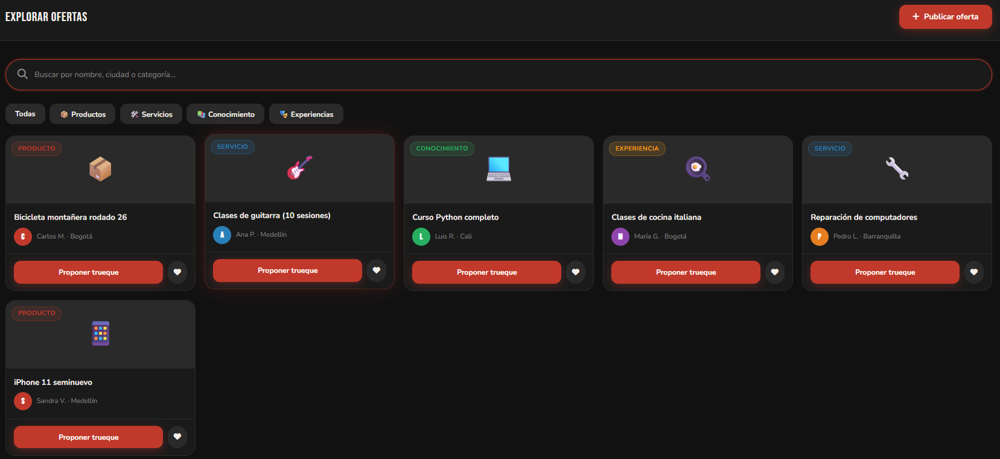 EXPLORAR OFERTAS
+ Publicar oferta
Buscar por nombre, ciudad o categoría...
Todas
Productos
Servicios
Conocimiento
Experiencias
PRODUCTO
Bicicleta montañera rodado 26
C
Carlos M. · Bogotá
Proponer trueque
SERVICIO
Clases de guitarra (10 sesiones)
A
Ana P. · Medellín
Proponer trueque
CONOCIMIENTO
Curso Python completo
L
Luis R. · Cali
Proponer trueque
EXPERIENCIA
Clases de cocina italiana
M
María G. · Bogotá
Proponer trueque
SERVICIO
Reparación de computadores
P
Pedro L. · Barranquilla
Proponer trueque
PRODUCTO
iPhone 11 seminuevo
S
Sandra V. · Medellín
Proponer trueque